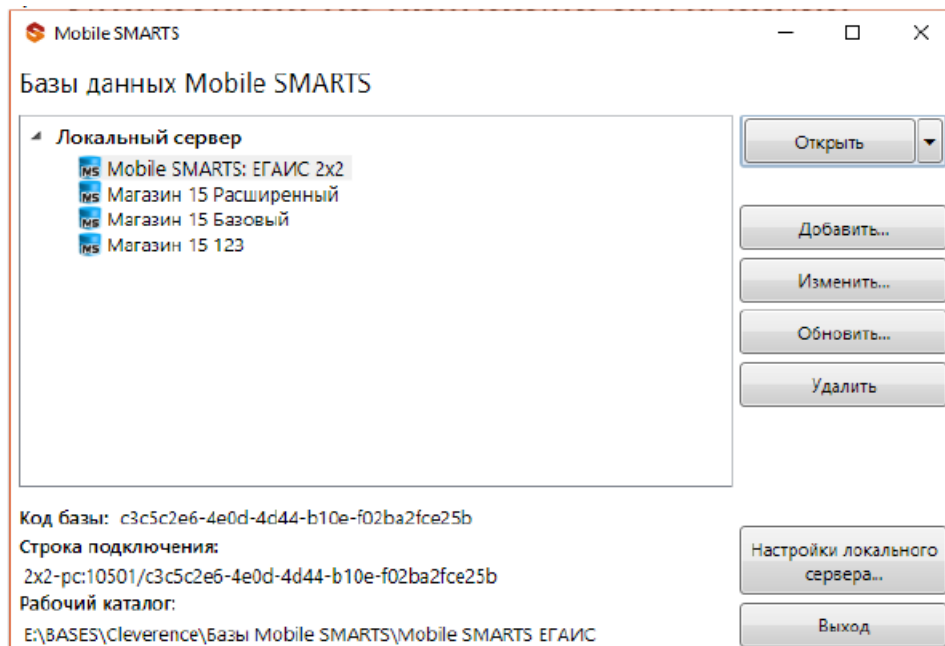 Mobile SMARTS
Базы данных Mobile SMARTS
Локальный сервер
Mobile SMARTS: ЕГАИС 2x2
Магазин 15 Расширенный
Магазин 15 Базовый
Магазин 15 123
Открыть
Добавить...
Изменить...
Обновить...
Удалить
Код базы: c3c5c2e6-4e0d-4d44-b10e-f02ba2fce25b
Строка подключения:
2x2-pc:10501/c3c5c2e6-4e0d-4d44-b10e-f02ba2fce25b
Рабочий каталог:
E:\BASES\Cleverence\Базы Mobile SMARTS\Mobile SMARTS ЕГАИС
Настройки локального
сервера...
Выход